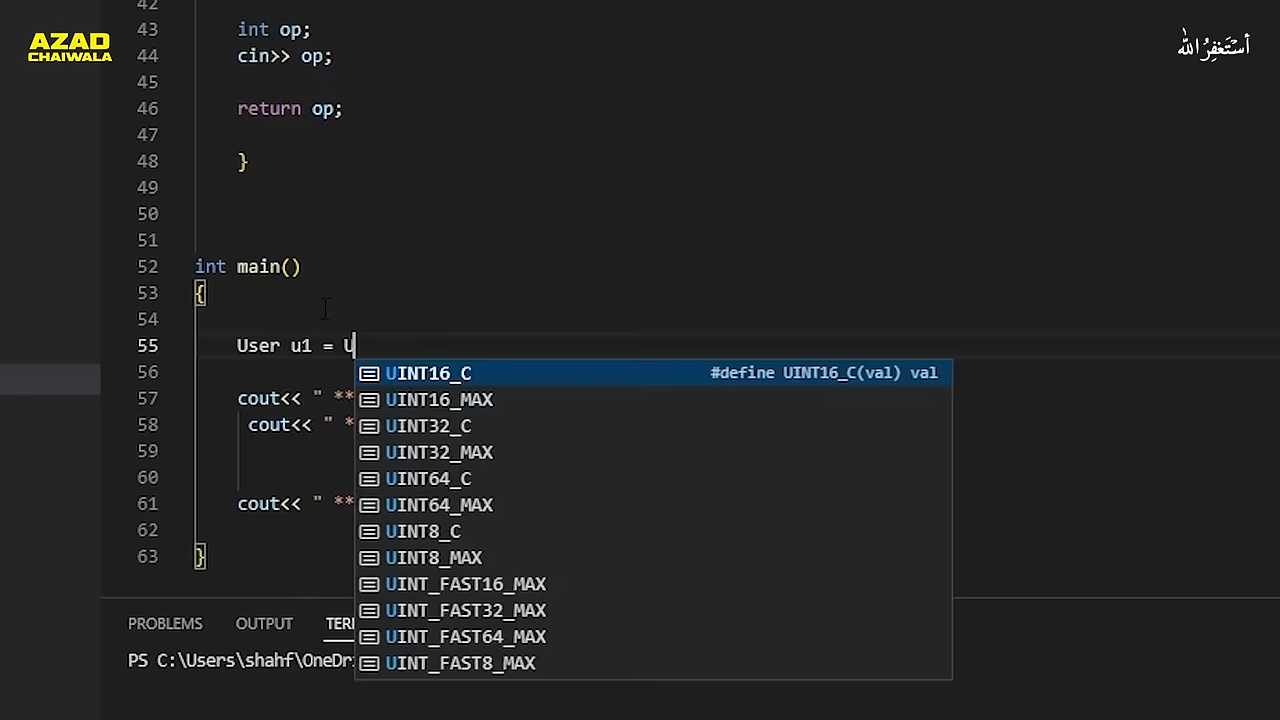 AZAD
CHAIWALA
أستغفر الله
42
43 int op;
44 cin>> op;
45
46 return op;
47
48 }
49
50
51
52 int main()
53 {
54
55 User u1 = U
56
57 cout<< " **
58 cout<< " *
59
60
61 cout<< " **
62
63 }
UINT16_C #define UINT16_C(val) val
UINT16_MAX
UINT32_C
UINT32_MAX
UINT64_C
UINT64_MAX
UINT8_C
UINT8_MAX
UINT_FAST16_MAX
UINT_FAST32_MAX
UINT_FAST64_MAX
UINT_FAST8_MAX
PROBLEMS OUTPUT TER
PS C:\Users\shahf\OneDri